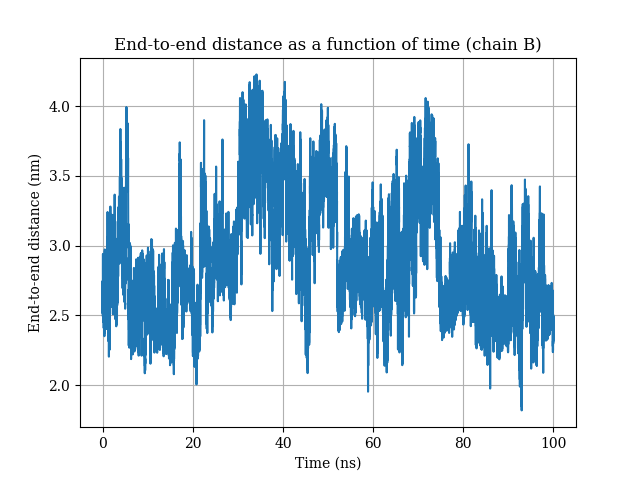 End-to-end distance as a function of time (chain B)
End-to-end distance (nm)
4.0
3.5
3.0
2.5
2.0
0 20 40 60 80 100
Time (ns)